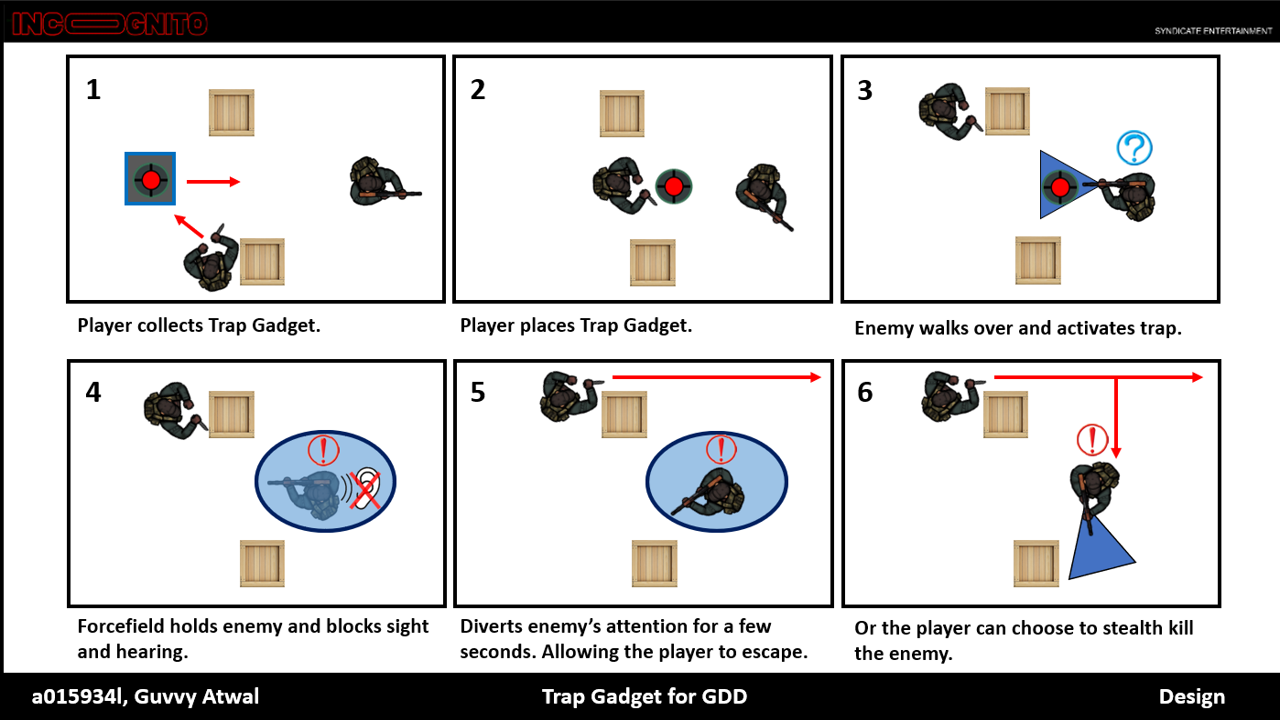 INCOGNITO
SYNDICATE ENTERTAINMENT
1
2
3
?
Player collects Trap Gadget.
Player places Trap Gadget.
Enemy walks over and activates trap.
4
!
5
!
6
!
Forcefield holds enemy and blocks sight
and hearing.
Diverts enemy’s attention for a few
seconds. Allowing the player to escape.
Or the player can choose to stealth kill
the enemy.
a015934l, Guvvy Atwal
Trap Gadget for GDD
Design